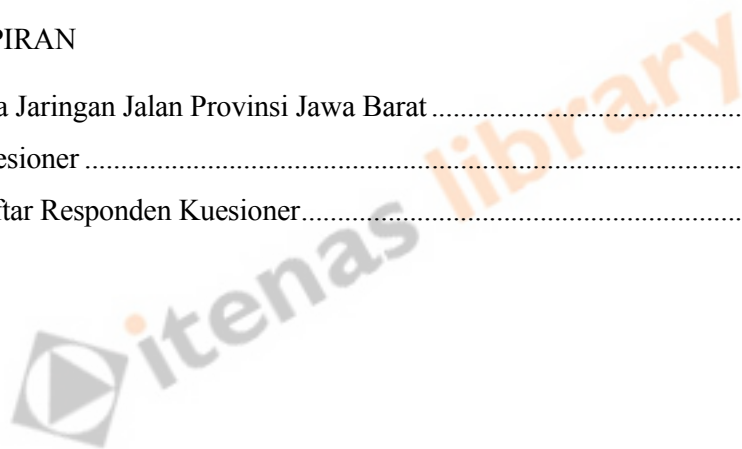 PIRAN
a Jaringan Jalan Provinsi Jawa Barat ..........................................
esioner ..........................................................................................
ftar Responden Kuesioner.............................................................
itenas library